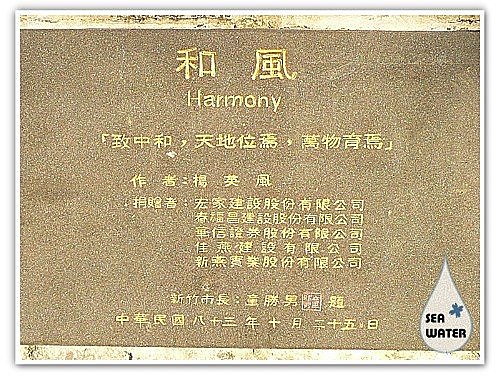 和風
Harmony
「致中和，天地位焉，萬物育焉」
作者：楊英風
捐贈者：宏家建設股份有限公司
春福昌建設股份有限公司
垂信證券股份有限公司
佳燕建設有限公司
新燕實業股份有限公司
新竹市長：童勝男 題
中華民國八十三年十月二十五日
SEA
WATER